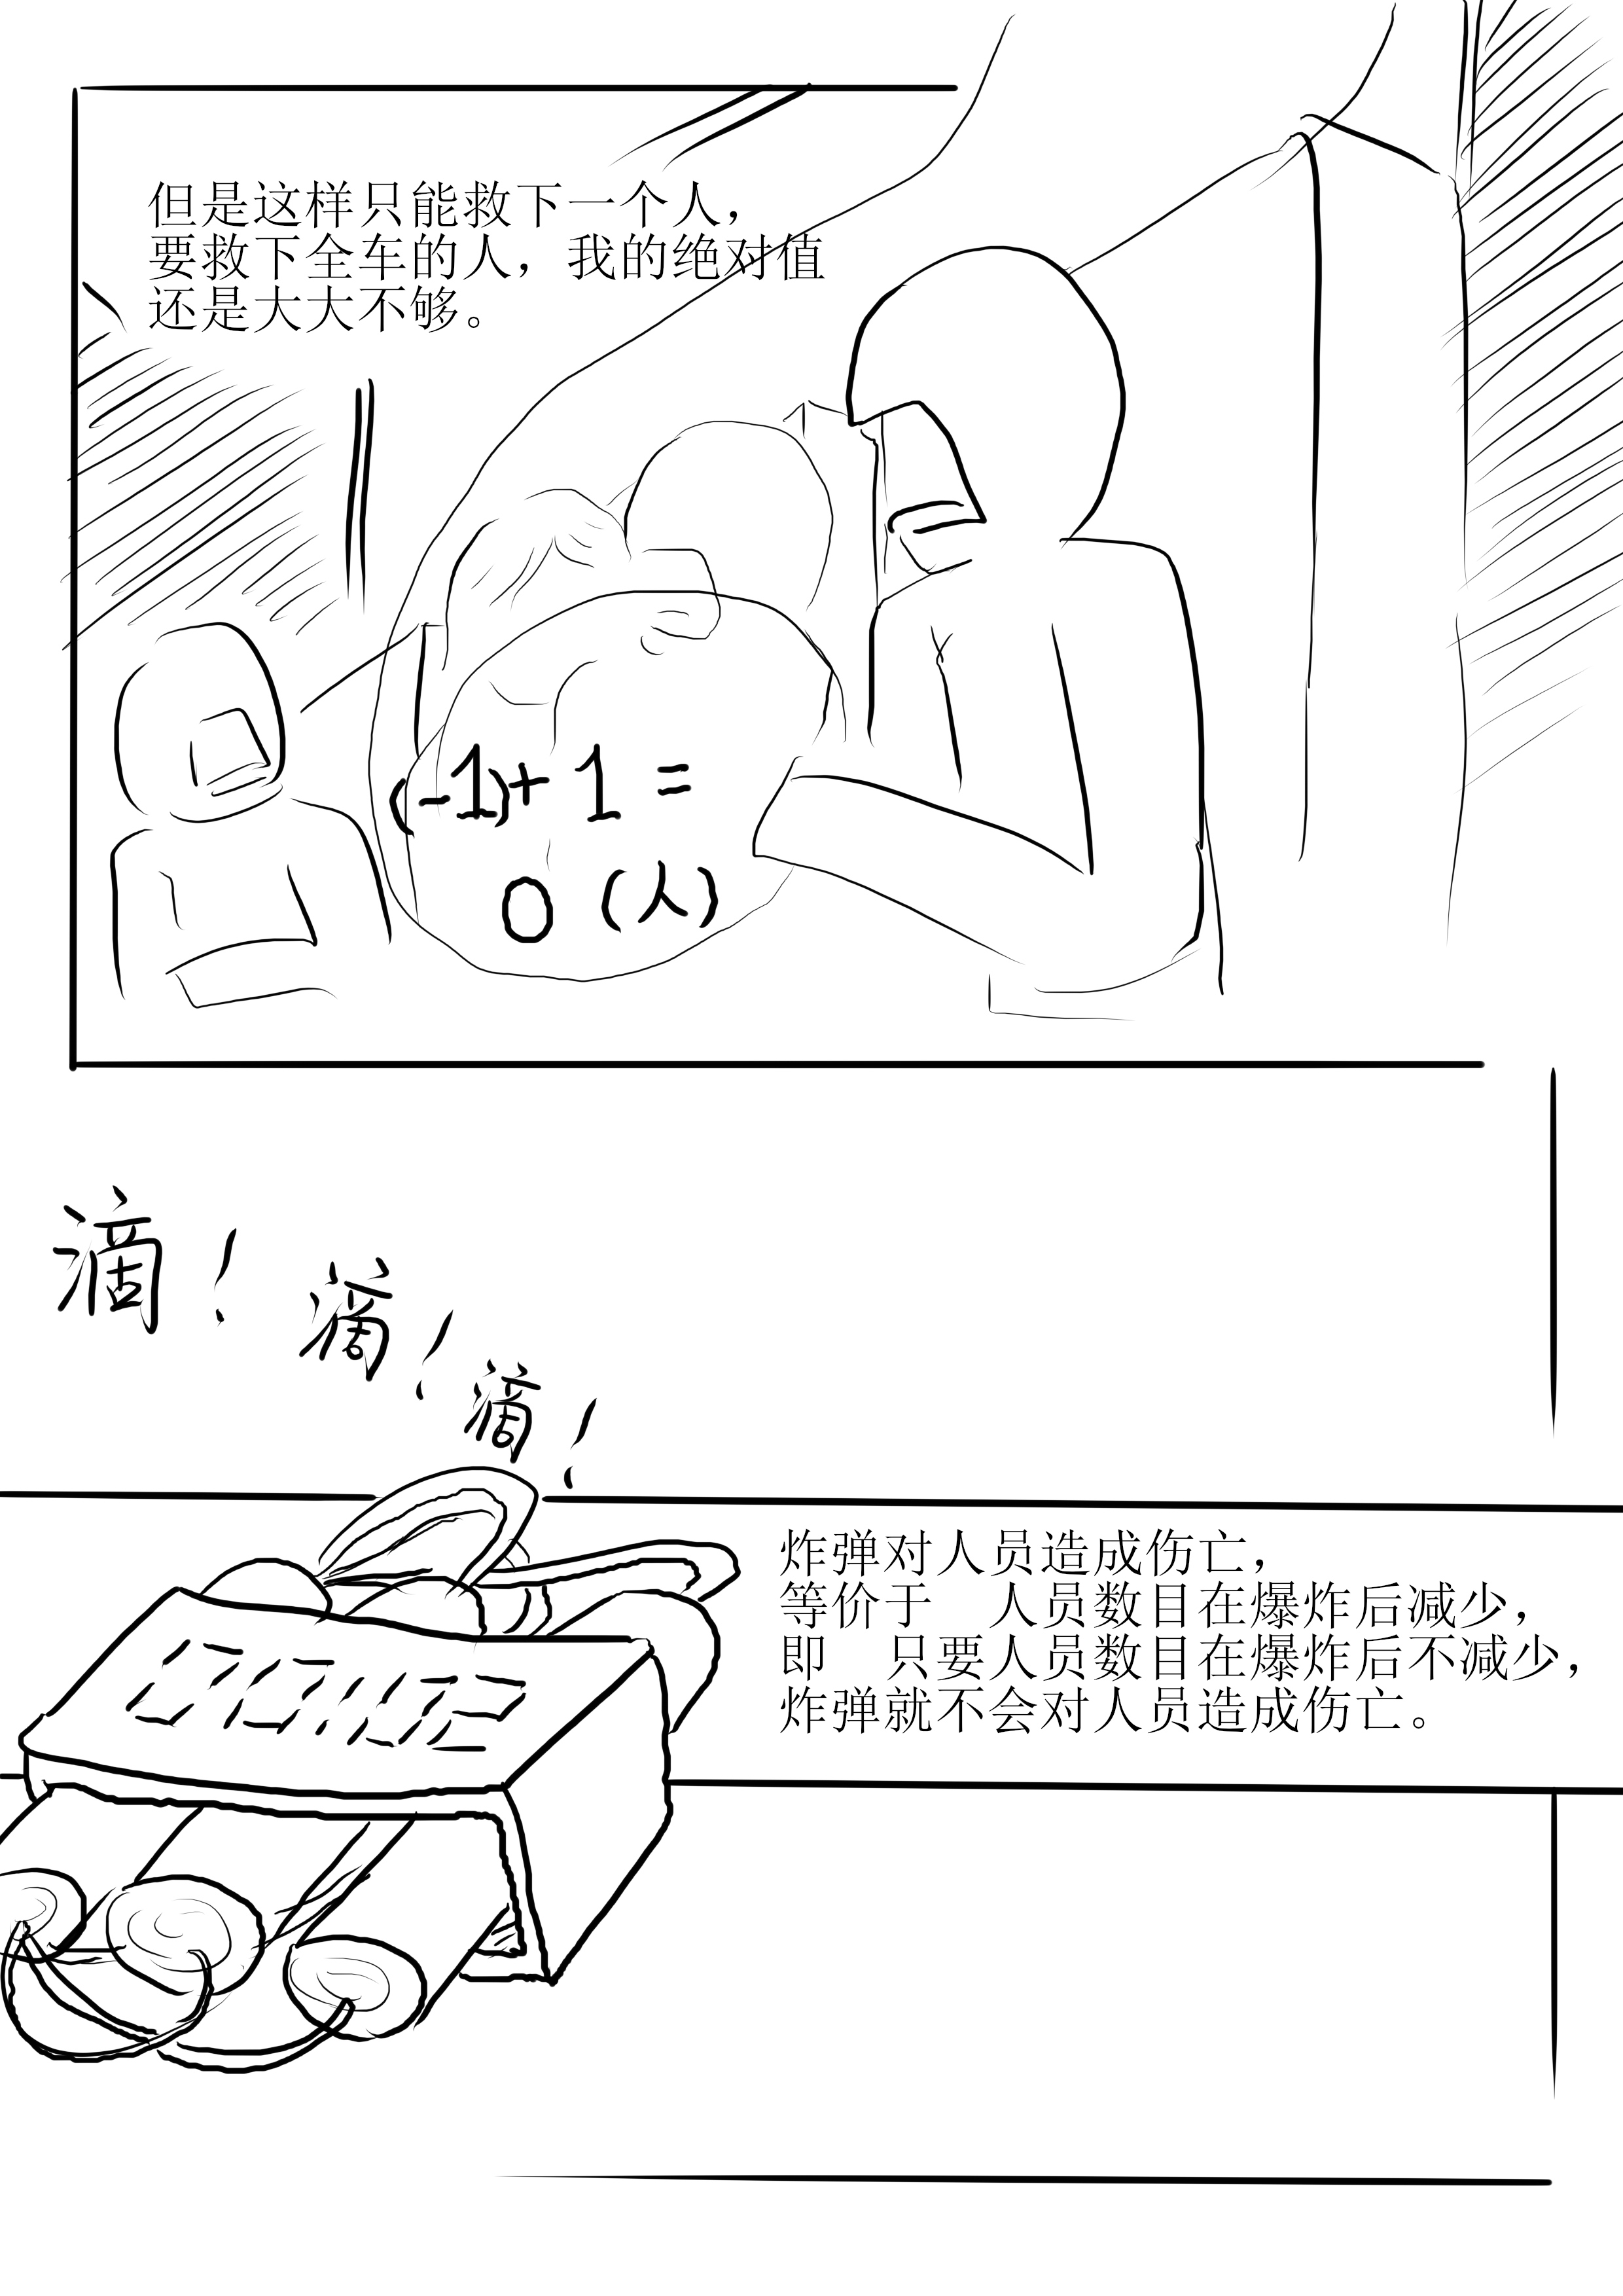 但是这样只能救下一个人，
要救下全车的人，我的绝对值
还是大大不够。
(-1)+1=
0(人)
滴！滴！滴！
炸弹对人员造成伤亡，
等价于　人员数目在爆炸后减少，
即　只要人员数目在爆炸后不减少，
炸弹就不会对人员造成伤亡。